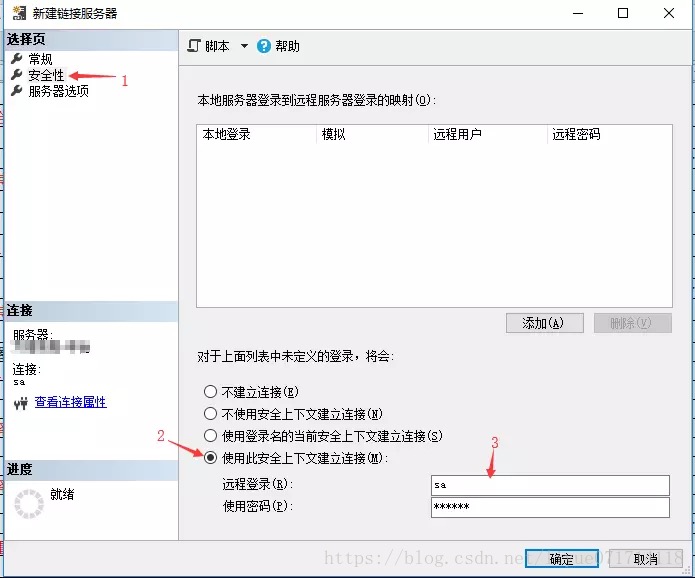 新建链接服务器
选择页
常规
安全性
1
服务器选项
脚本
帮助
本地服务器登录到远程服务器登录的映射(O):
本地登录 模拟 远程用户 远程密码
添加(A) 删除(V)
连接
服务器:
连接:
sa
查看连接属性
进度
就绪
对于上面列表中未定义的登录，将会:
不建立连接(E)
不使用安全上下文建立连接(N)
使用登录名的当前安全上下文建立连接(S)
2
使用此安全上下文建立连接(M):
3
远程登录(R): sa
使用密码(P): ******
https://blog.csdn.net/
确定 取消